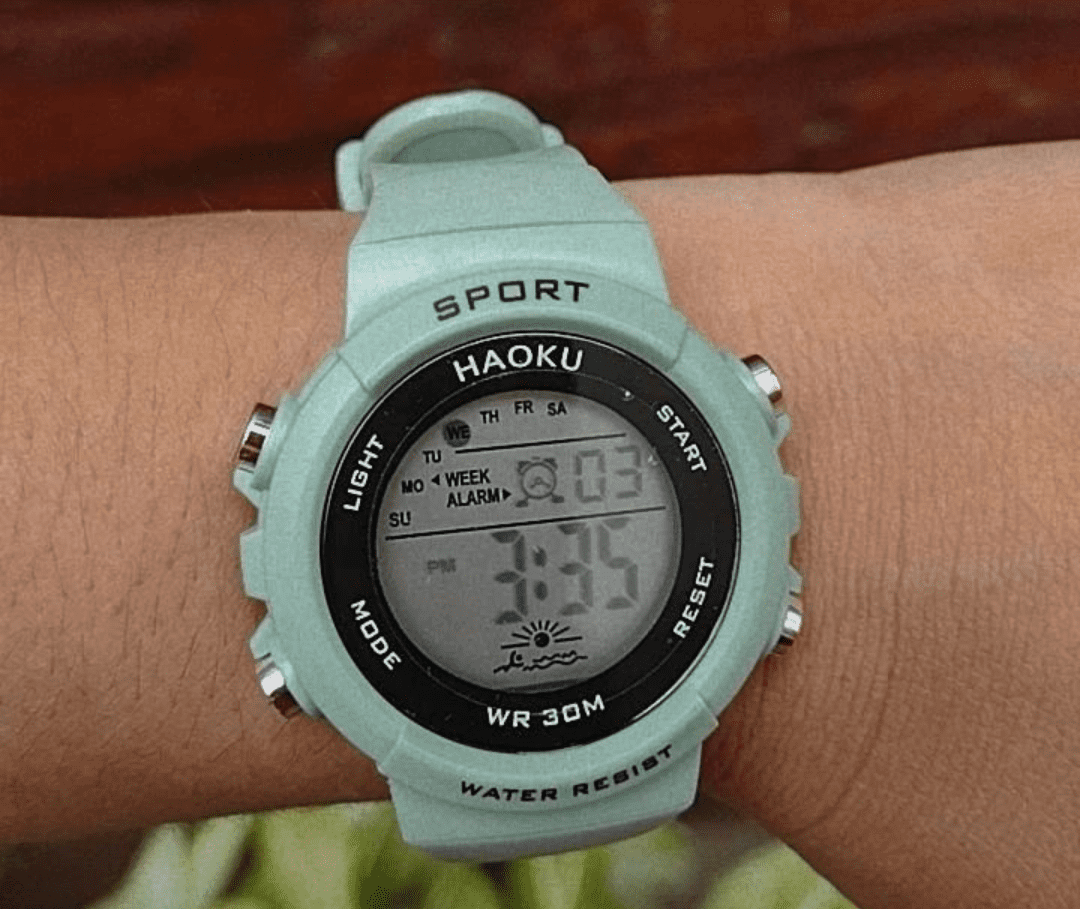 SPORT
HAOKU
LIGHT
START
SU MO TU WE TH FR SA
WEEK
ALARM
03
PM 3:35
MODE
RESET
WR 30M
WATER RESIST